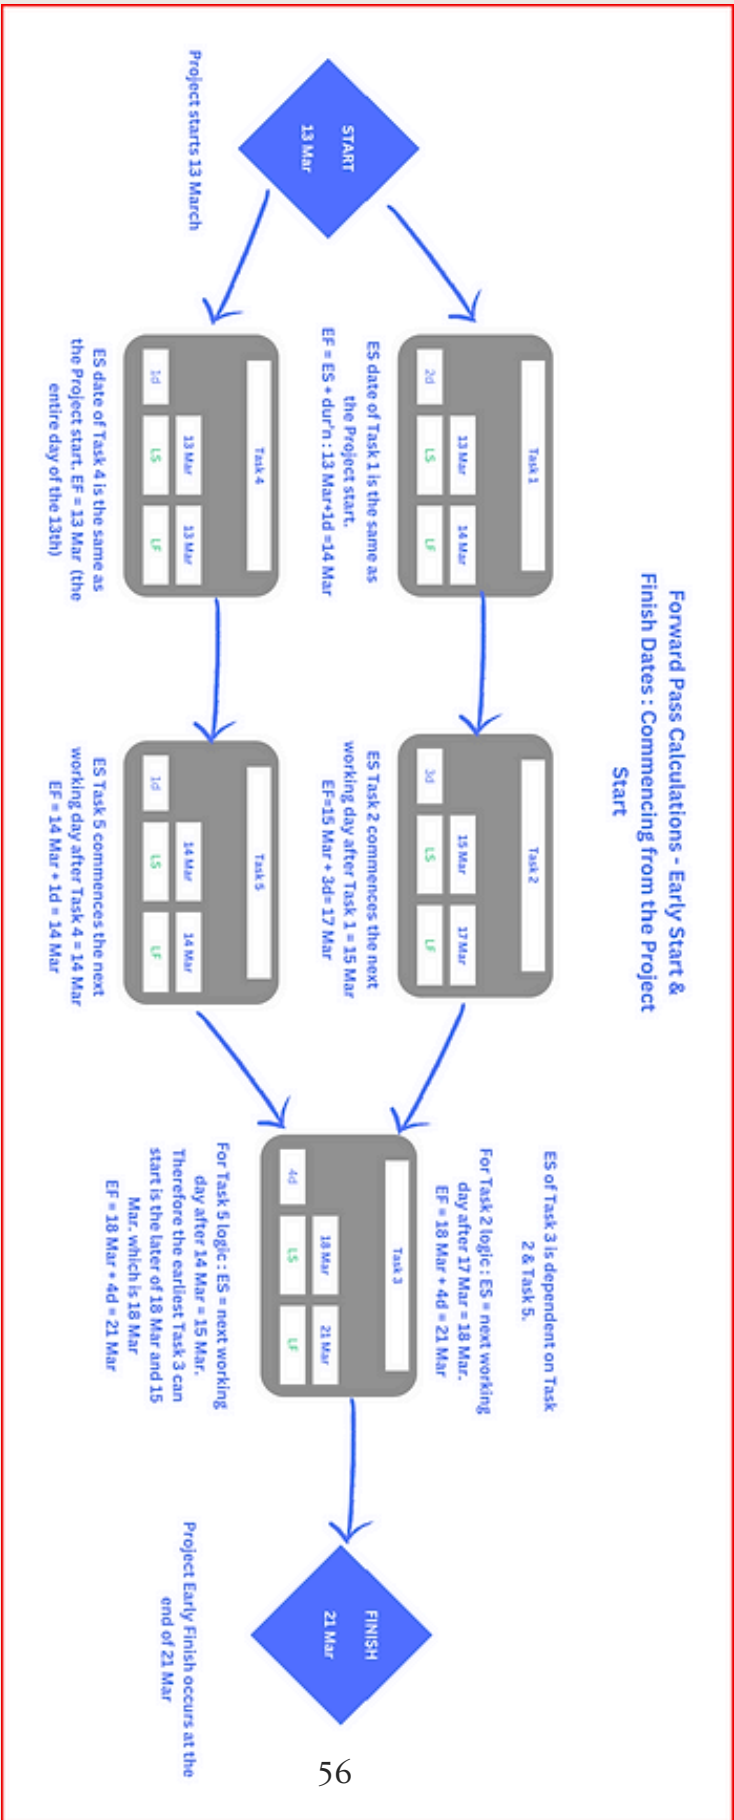 Forward Pass Calculations - Early Start &
Finish Dates : Commencing from the Project
Start
START
13 Mar
Project starts 13 March
Task 1
13 Mar
14 Mar
2d
LS
LF
ES date of Task 1 is the same as
the Project start.
EF = ES + dur'n : 13 Mar+1d =14 Mar
Task 2
15 Mar
17 Mar
3d
LS
LF
ES Task 2 commences the next
working day after Task 1 = 15 Mar
EF=15 Mar + 3d= 17 Mar
Task 4
13 Mar
13 Mar
1d
LS
LF
ES date of Task 4 is the same as
the Project start. EF = 13 Mar (the
entire day of the 13th)
Task 5
14 Mar
14 Mar
1d
LS
LF
ES Task 5 commences the next
working day after Task 4 = 14 Mar
EF = 14 Mar + 1d = 14 Mar
ES of Task 3 is dependent on Task
2 & Task 5.
For Task 2 logic : ES = next working
day after 17 Mar = 18 Mar.
EF = 18 Mar + 4d = 21 Mar
Task 3
18 Mar
21 Mar
4d
LS
LF
For Task 5 logic : ES = next working
day after 14 Mar = 15 Mar.
Therefore the earliest Task 3 can
start is the later of 18 Mar and 15
Mar. which is 18 Mar
EF = 18 Mar + 4d = 21 Mar
FINISH
21 Mar
Project Early Finish occurs at the
end of 21 Mar
56